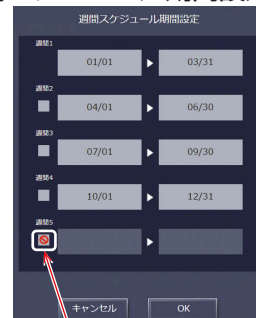 週間スケジュール期間設定
週間1
01/01 ▶ 03/31
週間2
04/01 ▶ 06/30
週間3
07/01 ▶ 09/30
週間4
10/01 ▶ 12/31
週間5
▶
キャンセル OK